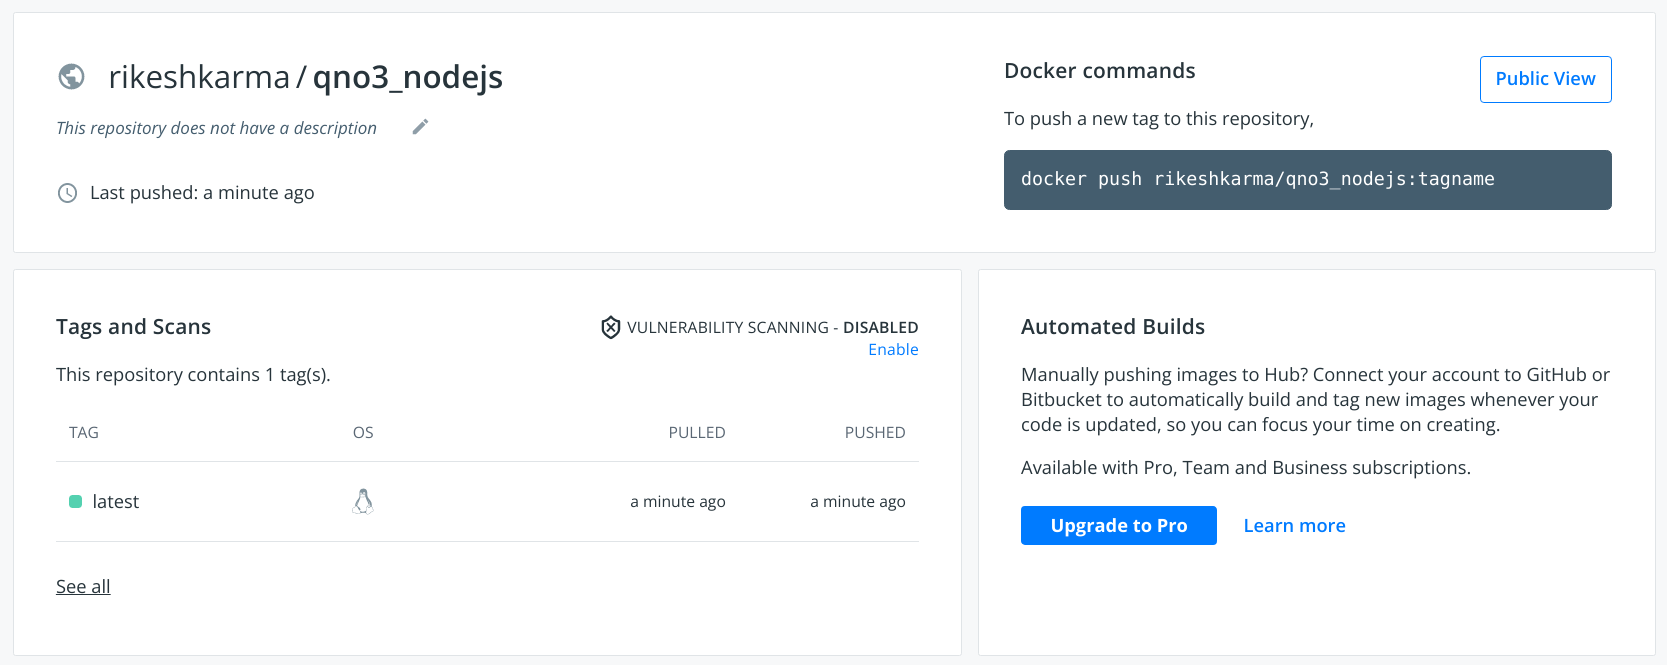 rikeshkarma / qno3_nodejs
This repository does not have a description
Last pushed: a minute ago
Docker commands
Public View
To push a new tag to this repository,
docker push rikeshkarma/qno3_nodejs:tagname
Tags and Scans
VULNERABILITY SCANNING - DISABLED
Enable
This repository contains 1 tag(s).
TAG OS PULLED PUSHED
latest a minute ago a minute ago
See all
Automated Builds
Manually pushing images to Hub? Connect your account to GitHub or
Bitbucket to automatically build and tag new images whenever your
code is updated, so you can focus your time on creating.
Available with Pro, Team and Business subscriptions.
Upgrade to Pro Learn more